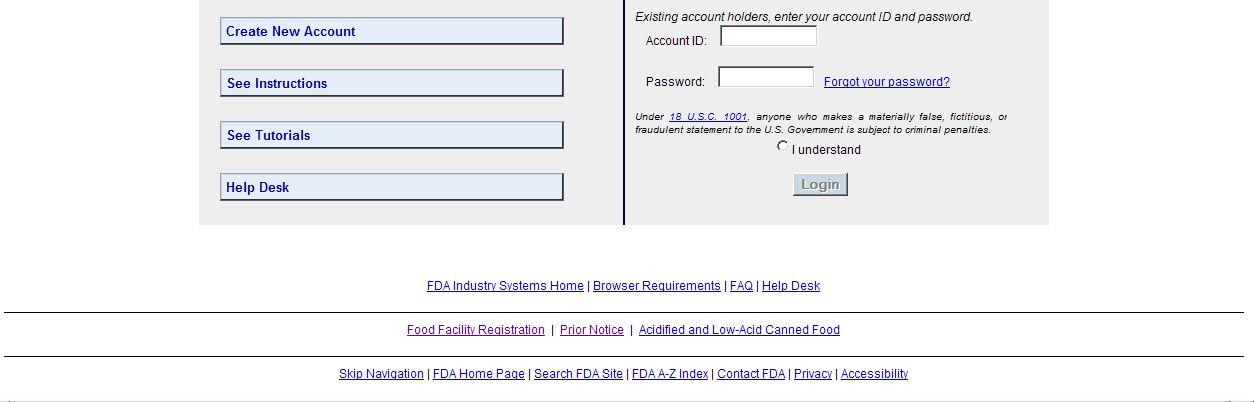 Create New Account
See Instructions
See Tutorials
Help Desk
Existing account holders, enter your account ID and password.
Account ID:
Password: Forgot your password?
Under 18 U.S.C. 1001, anyone who makes a materially false, fictitious, or
fraudulent statement to the U.S. Government is subject to criminal penalties.
I understand
Login
FDA Industry Systems Home | Browser Requirements | FAQ | Help Desk
Food Facility Registration | Prior Notice | Acidified and Low-Acid Canned Food
Skip Navigation | FDA Home Page | Search FDA Site | FDA A-Z Index | Contact FDA | Privacy | Accessibility